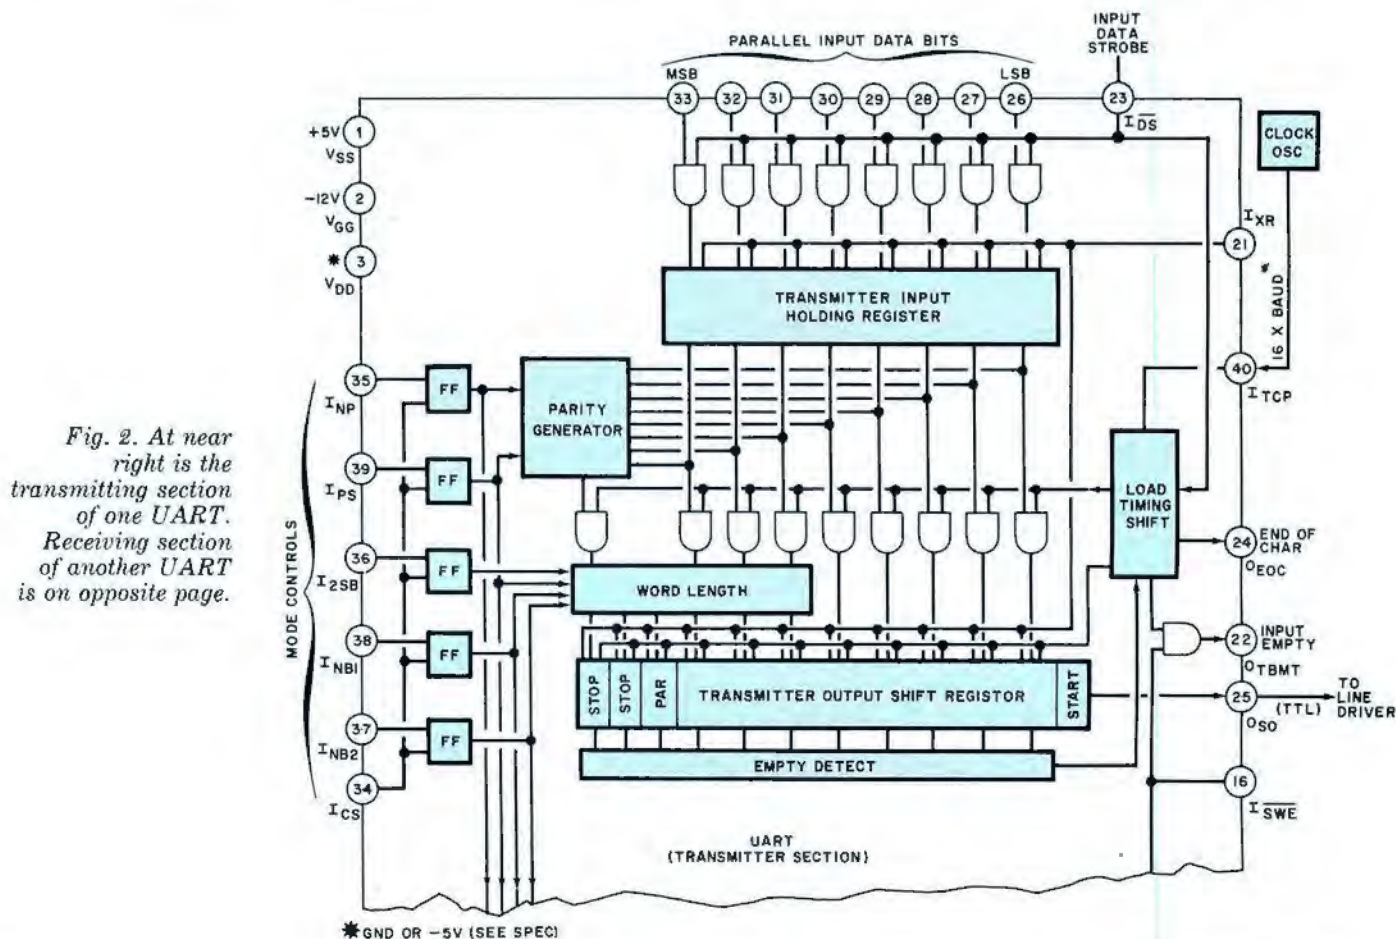 INPUT
DATA
STROBE
PARALLEL INPUT DATA BITS
MSB
LSB
33 32 31 30 29 28 27 26 23
I DS
CLOCK
OSC
+5V 1
VSS
-12V 2
VGG
* 3
VDD
IXR
21
16 X BAUD
*
40
ITCP
TRANSMITTER INPUT
HOLDING REGISTER
MODE CONTROLS
35
INP
FF
PARITY
GENERATOR
39
IPS
FF
LOAD
TIMING
SHIFT
36
I2SB
FF
24 END OF
CHAR
OEOC
WORD LENGTH
38
INB1
FF
22 INPUT
EMPTY
OTBMT
STOP STOP PAR TRANSMITTER OUTPUT SHIFT REGISTOR START
25 (TTL) TO
LINE
DRIVER
OSO
37
INB2
FF
EMPTY DETECT
34
ICS
16
I SWE
UART
(TRANSMITTER SECTION)
*GND OR -5V (SEE SPEC)
Fig. 2. At near
right is the
transmitting section
of one UART.
Receiving section
of another UART
is on opposite page.